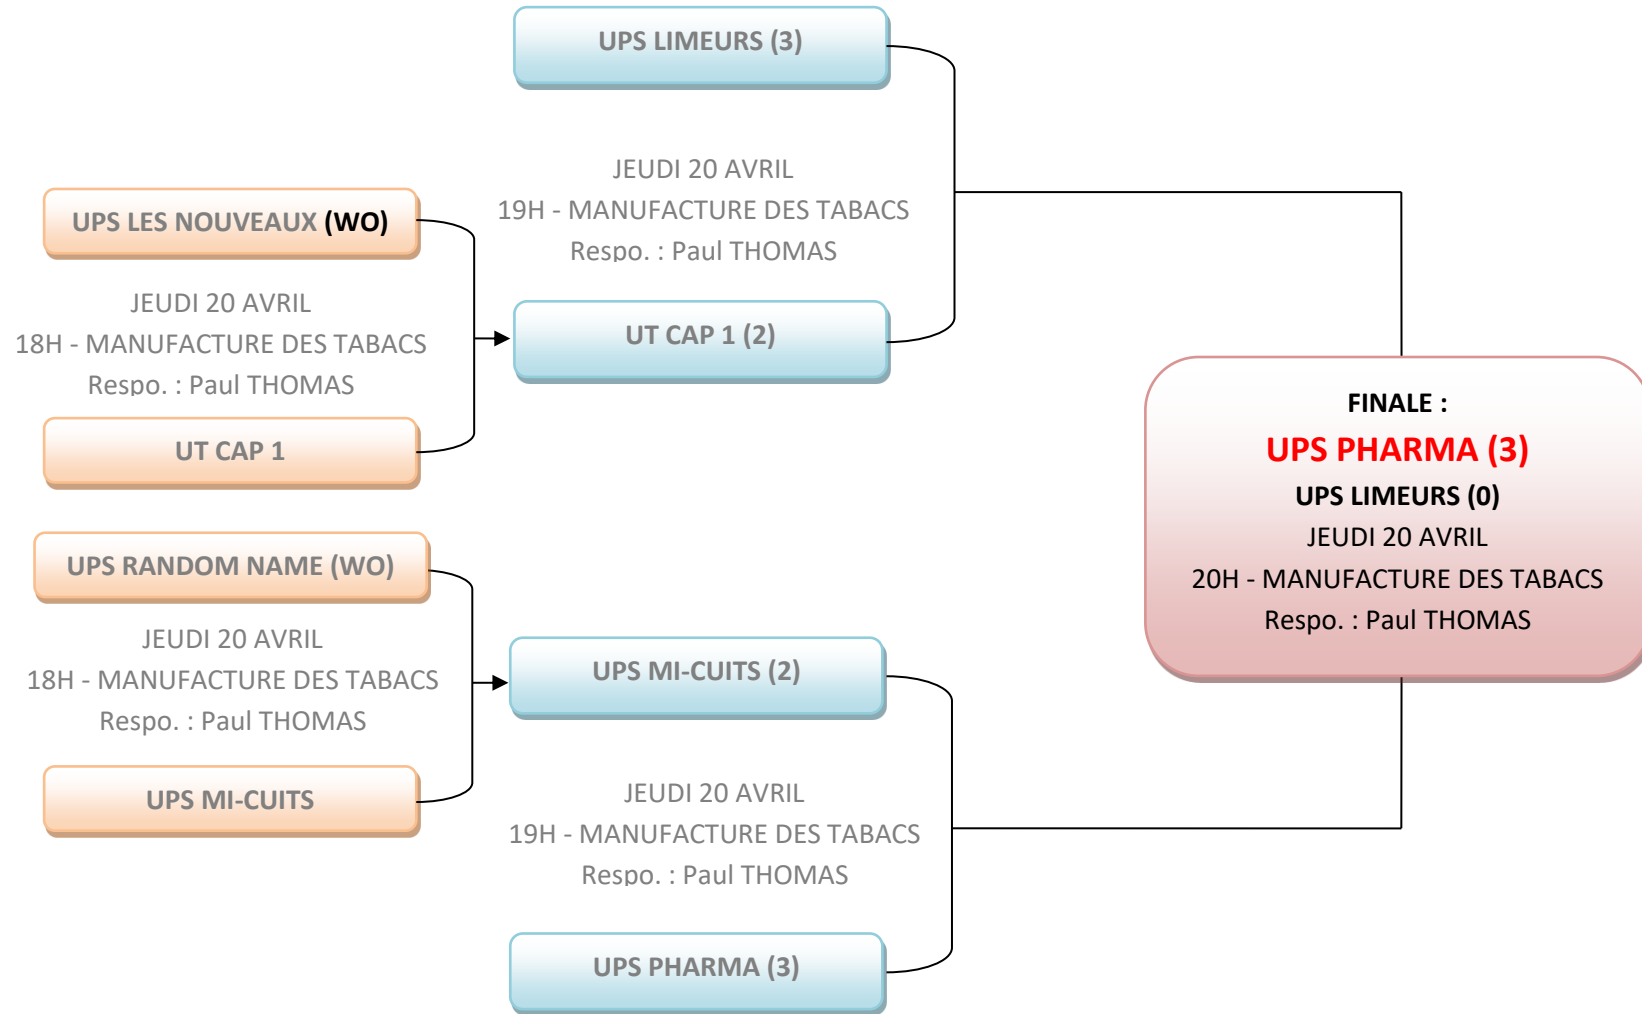 UPS LIMEURS (3)
JEUDI 20 AVRIL
19H - MANUFACTURE DES TABACS
Respo. : Paul THOMAS
UT CAP 1 (2)
UPS LES NOUVEAUX (WO)
JEUDI 20 AVRIL
18H - MANUFACTURE DES TABACS
Respo. : Paul THOMAS
UT CAP 1
UPS RANDOM NAME (WO)
JEUDI 20 AVRIL
18H - MANUFACTURE DES TABACS
Respo. : Paul THOMAS
UPS MI-CUITS
UPS MI-CUITS (2)
JEUDI 20 AVRIL
19H - MANUFACTURE DES TABACS
Respo. : Paul THOMAS
UPS PHARMA (3)
FINALE :
UPS PHARMA (3)
UPS LIMEURS (0)
JEUDI 20 AVRIL
20H - MANUFACTURE DES TABACS
Respo. : Paul THOMAS